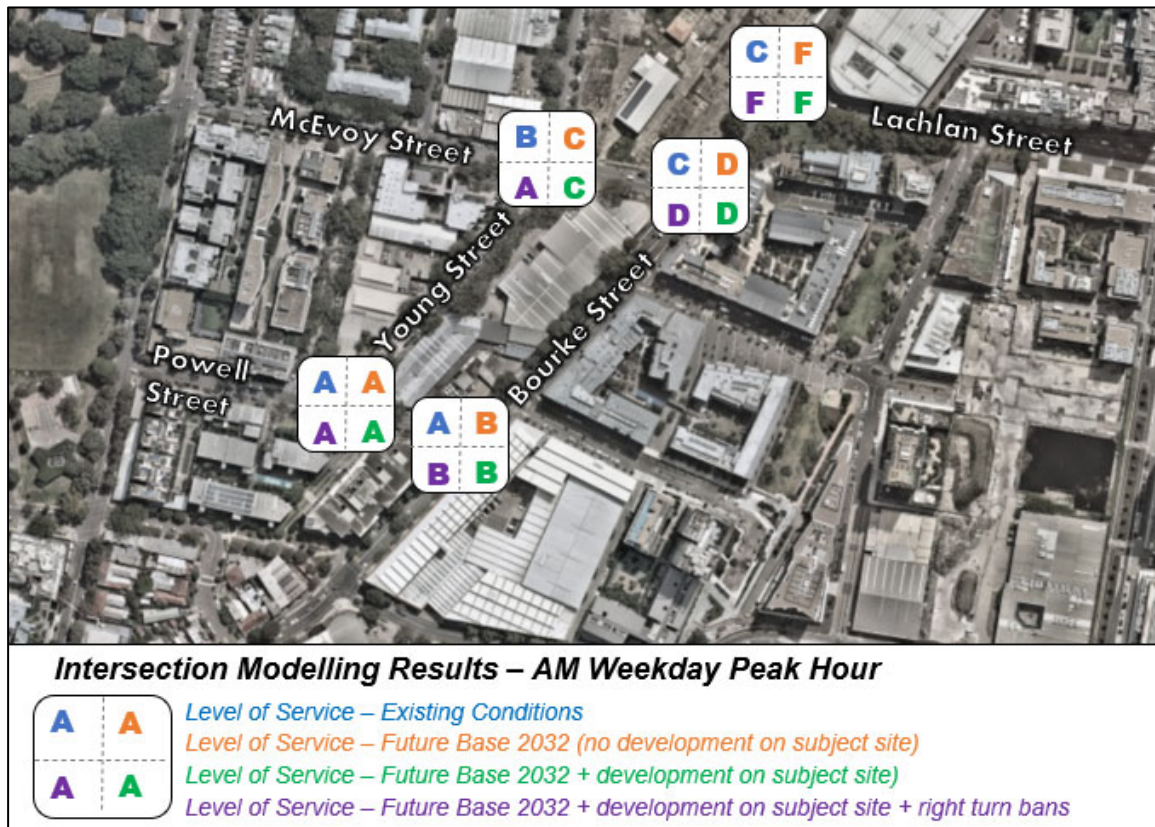 C F
F F
Lachlan Street
McEvoy Street
B C
A C
C D
D D
Young Street
Bourke Street
Powell
Street
A A
A A
A B
B B
Intersection Modelling Results – AM Weekday Peak Hour
A A
A A
Level of Service – Existing Conditions
Level of Service – Future Base 2032 (no development on subject site)
Level of Service – Future Base 2032 + development on subject site)
Level of Service – Future Base 2032 + development on subject site + right turn bans